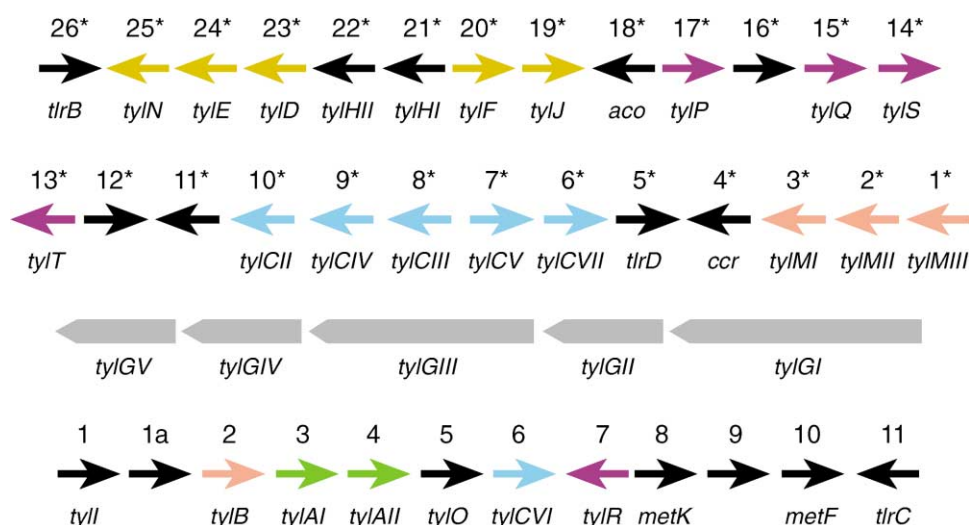 26* 25* 24* 23* 22* 21* 20* 19* 18* 17* 16* 15* 14*
tlrB tylN tylE tylD tylHII tylHI tylF tylJ aco tylP tylQ tylS
13* 12* 11* 10* 9* 8* 7* 6* 5* 4* 3* 2* 1*
tylT tylCII tylCIV tylCIII tylCV tylCVII tlrD ccr tylMI tylMII tylMIII
tylGV tylGIV tylGIII tylGII tylGI
1 1a 2 3 4 5 6 7 8 9 10 11
tylI tylB tylAI tylAII tylO tylCVI tylR metK metF tlrC